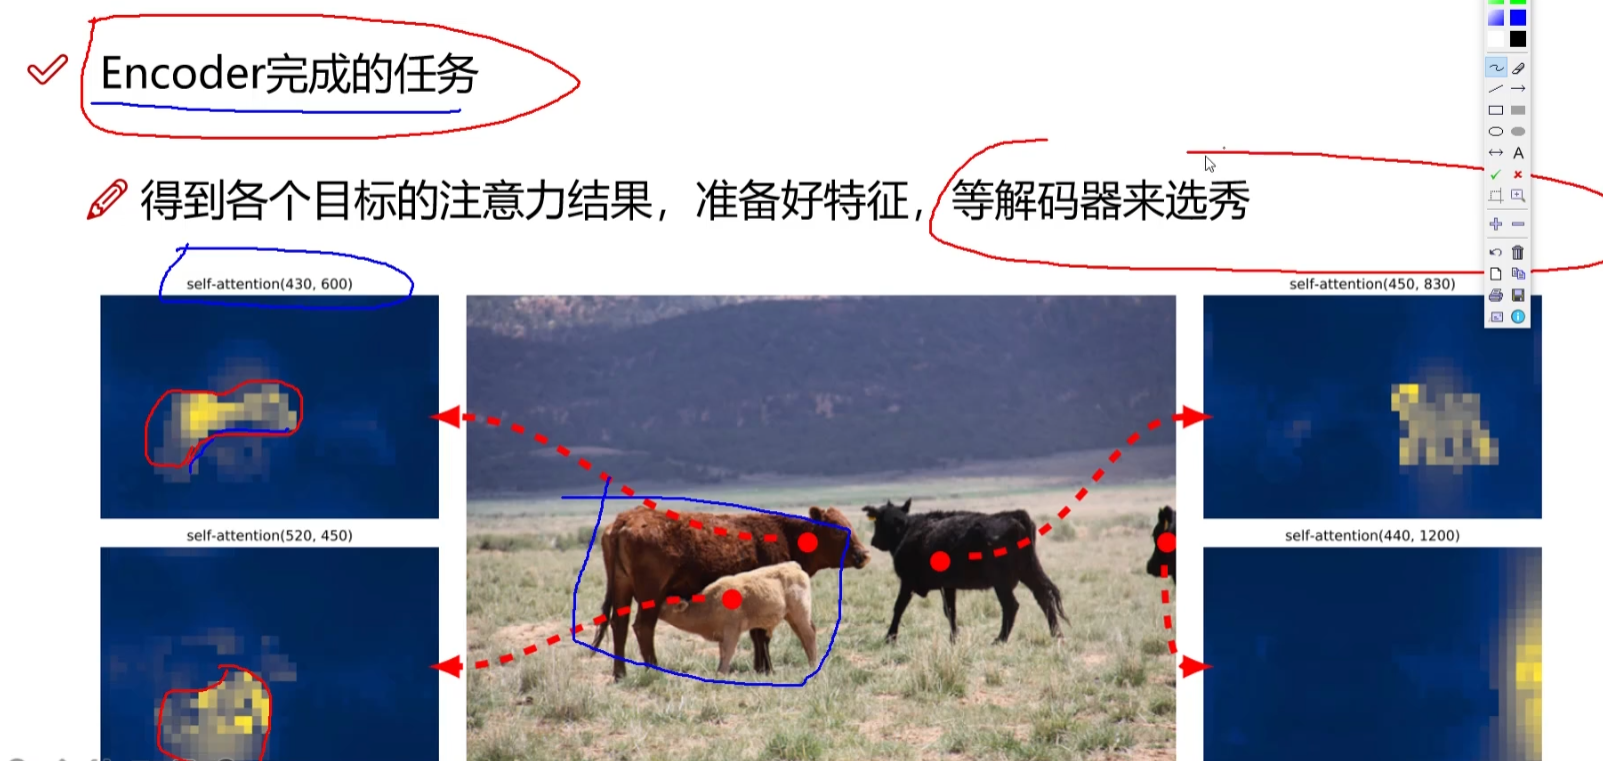 Encoder完成的任务
得到各个目标的注意力结果，准备好特征，等解码器来选秀
self-attention(430, 600)
self-attention(450, 830)
self-attention(520, 450)
self-attention(440, 1200)